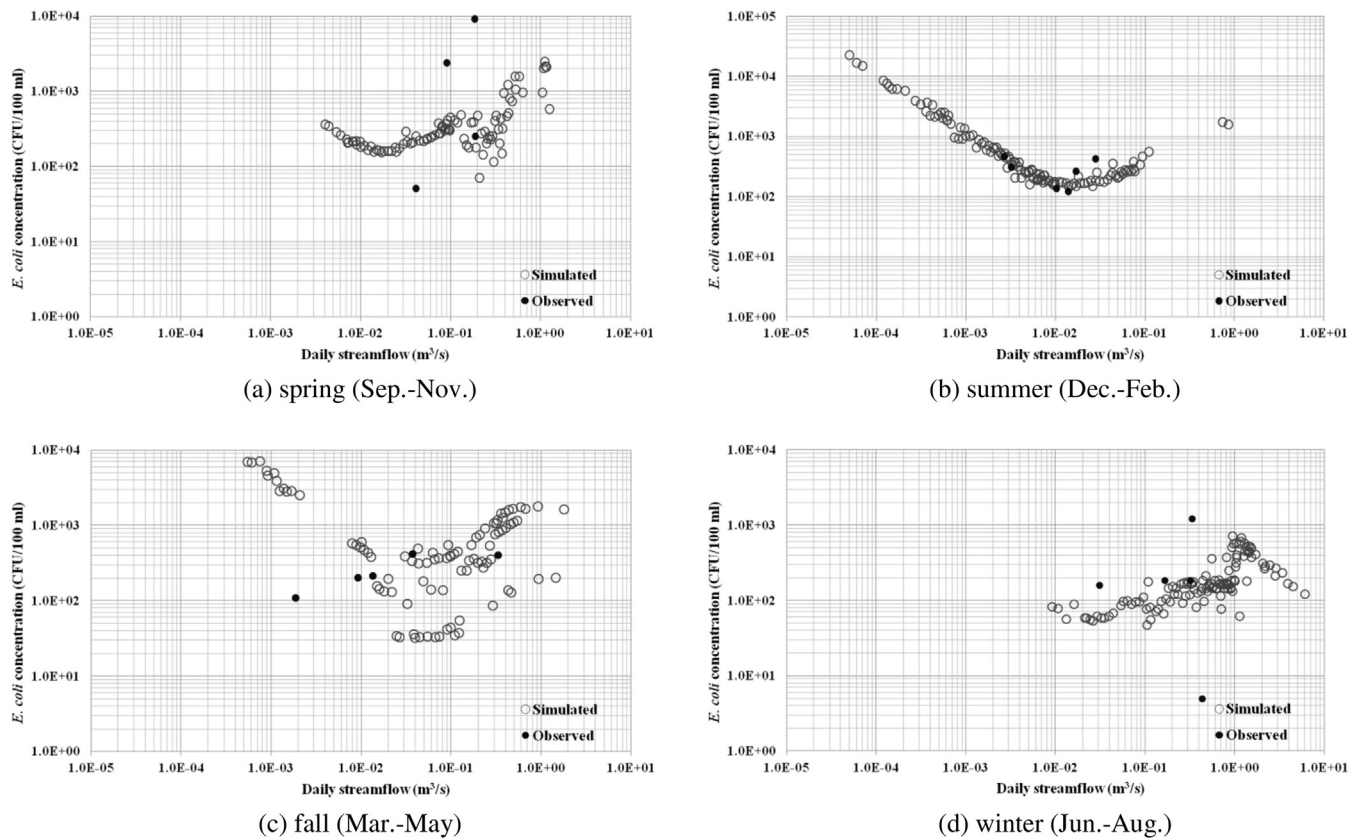 1.0E+04
1.0E+03
1.0E+02
1.0E+01
1.0E+00
E. coli concentration (CFU/100 ml)
Simulated
Observed
1.0E-05 1.0E-04 1.0E-03 1.0E-02 1.0E-01 1.0E+00 1.0E+01
Daily streamflow (m³/s)
(a) spring (Sep.-Nov.)
1.0E+05
1.0E+04
1.0E+03
1.0E+02
1.0E+01
1.0E+00
E. coli concentration (CFU/100 ml)
Simulated
Observed
1.0E-05 1.0E-04 1.0E-03 1.0E-02 1.0E-01 1.0E+00 1.0E+01
Daily streamflow (m³/s)
(b) summer (Dec.-Feb.)
1.0E+04
1.0E+03
1.0E+02
1.0E+01
1.0E+00
E. coli concentration (CFU/100 ml)
Simulated
Observed
1.0E-05 1.0E-04 1.0E-03 1.0E-02 1.0E-01 1.0E+00 1.0E+01
Daily streamflow (m³/s)
(c) fall (Mar.-May)
1.0E+04
1.0E+03
1.0E+02
1.0E+01
1.0E+00
E. coli concentration (CFU/100 ml)
Simulated
Observed
1.0E-05 1.0E-04 1.0E-03 1.0E-02 1.0E-01 1.0E+00 1.0E+01
Daily streamflow (m³/s)
(d) winter (Jun.-Aug.)